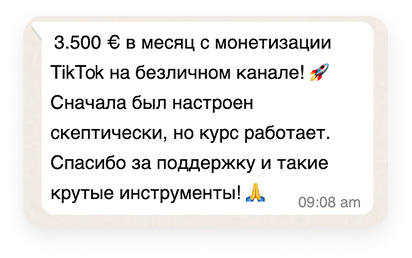 3.500 € в месяц с монетизации
TikTok на безличном канале! 🚀
Сначала был настроен
скептически, но курс работает.
Спасибо за поддержку и такие
крутые инструменты! 🙏
09:08 am